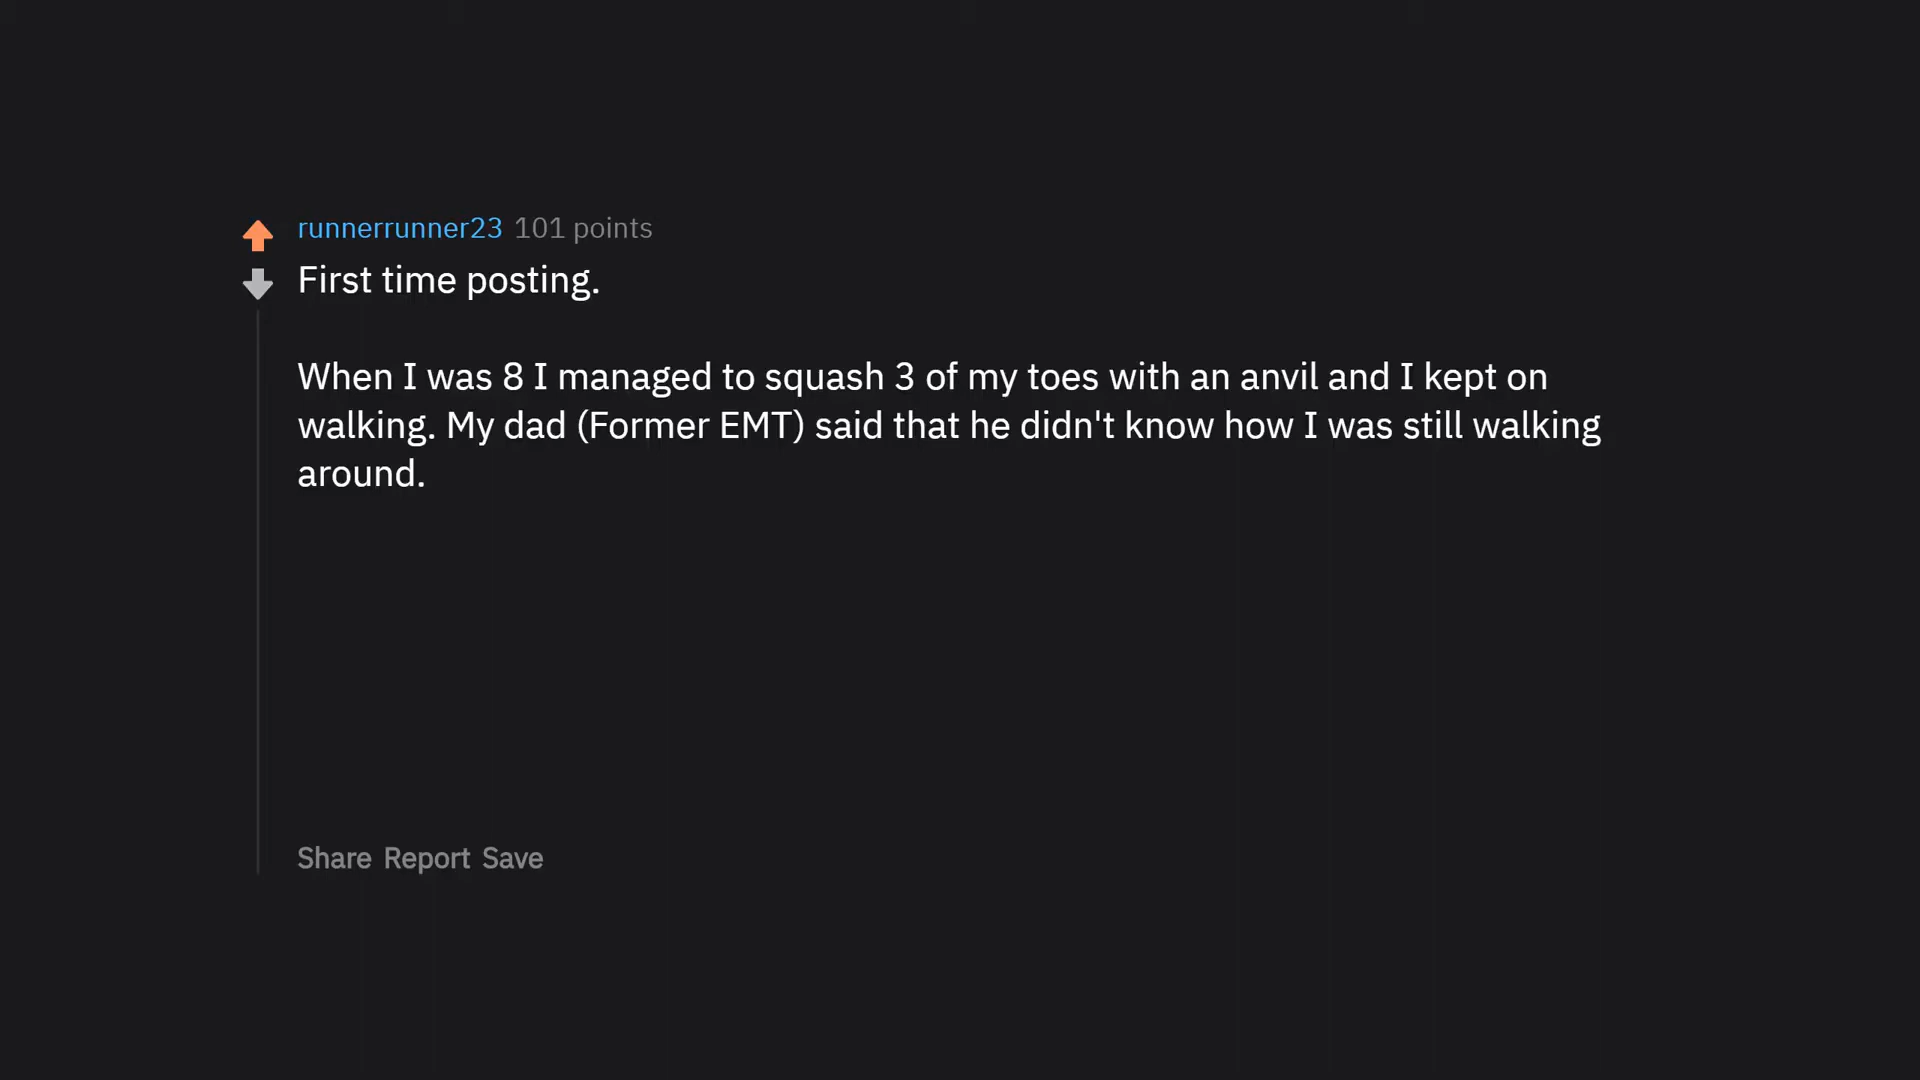 runnerrunner23 101 points
First time posting.
When I was 8 I managed to squash 3 of my toes with an anvil and I kept on
walking. My dad (Former EMT) said that he didn't know how I was still walking
around.
Share Report Save